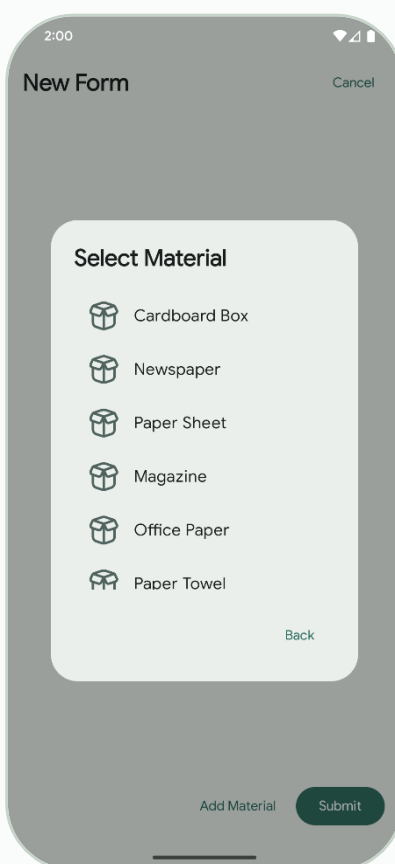 2:00
New Form
Cancel
Select Material
Cardboard Box
Newspaper
Paper Sheet
Magazine
Office Paper
Paper Towel
Back
Add Material
Submit